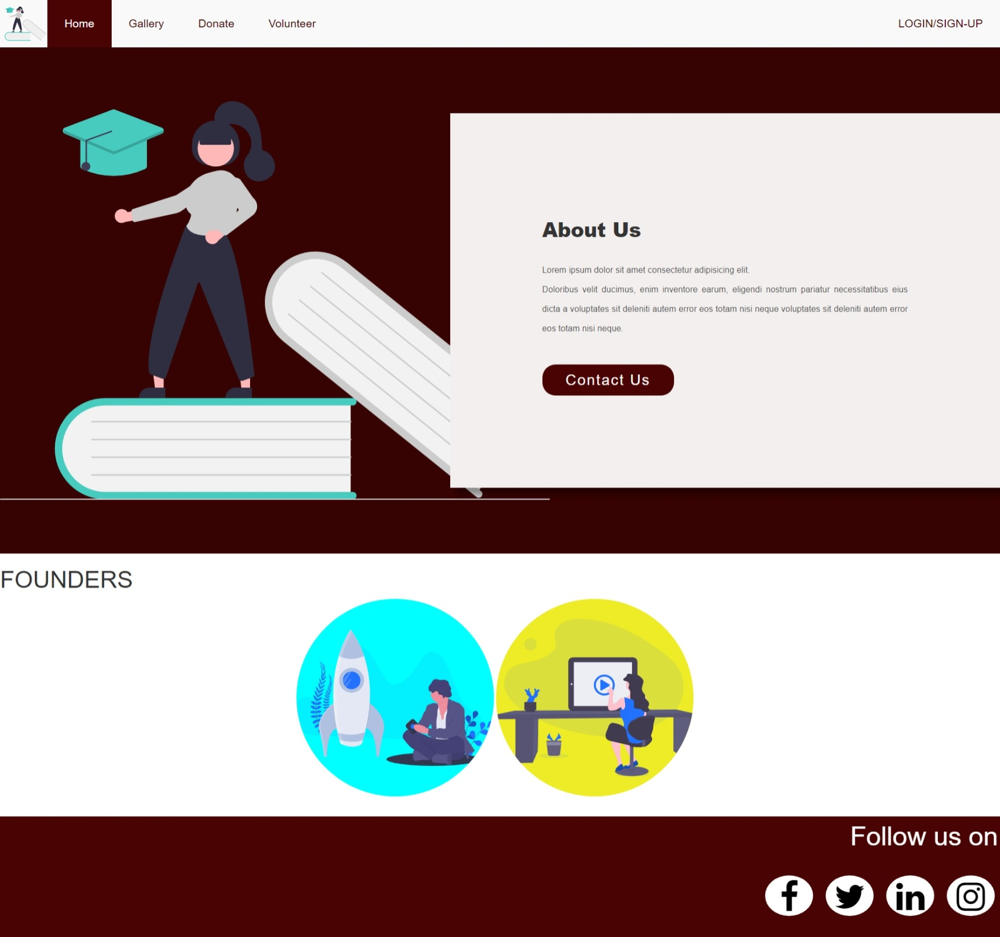 Home Gallery Donate Volunteer LOGIN/SIGN-UP
About Us
Lorem ipsum dolor sit amet consectetur adipisicing elit.
Doloribus velit ducimus, enim inventore earum, eligendi nostrum pariatur necessitatibus eius
dicta a voluptates sit deleniti autem error eos totam nisi neque voluptates sit deleniti autem error
eos totam nisi neque.
Contact Us
FOUNDERS
Follow us on